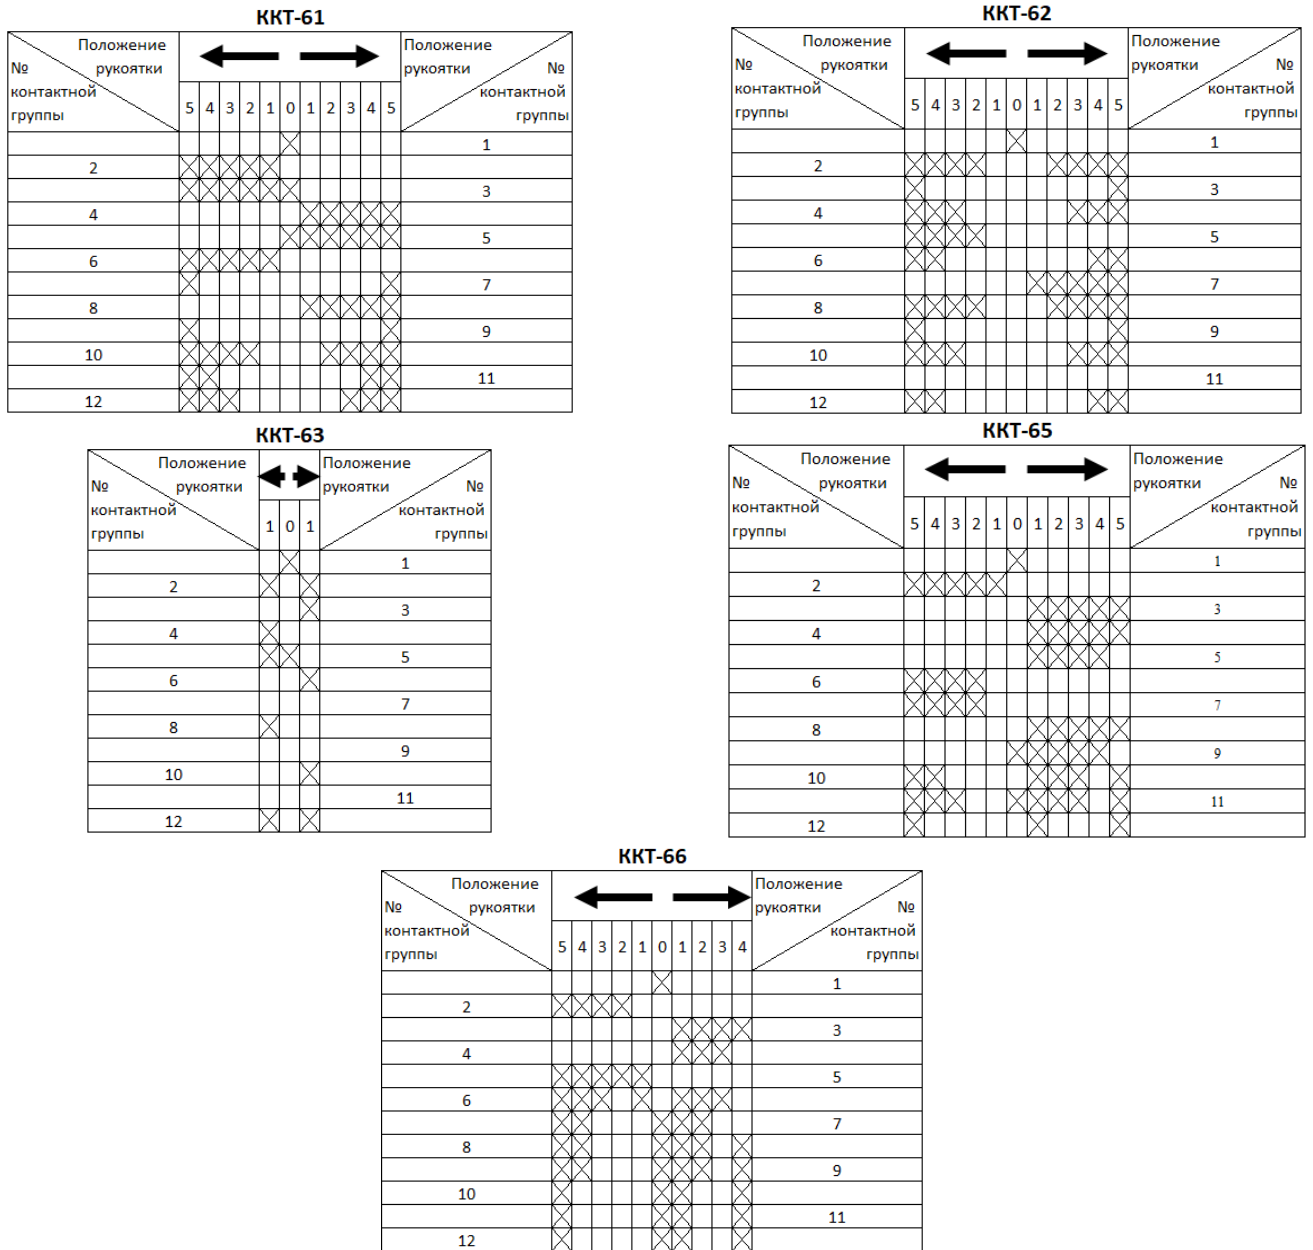 ККТ-61
Положение
рукоятки
№
контактной
группы
5 4 3 2 1 0 1 2 3 4 5
Положение
рукоятки
№
контактной
группы
1
2
3
4
5
6
7
8
9
10
11
12
ККТ-62
Положение
рукоятки
№
контактной
группы
5 4 3 2 1 0 1 2 3 4 5
Положение
рукоятки
№
контактной
группы
1
2
3
4
5
6
7
8
9
10
11
12
ККТ-63
Положение
рукоятки
№
контактной
группы
1 0 1
Положение
рукоятки
№
контактной
группы
1
2
3
4
5
6
7
8
9
10
11
12
ККТ-65
Положение
рукоятки
№
контактной
группы
5 4 3 2 1 0 1 2 3 4 5
Положение
рукоятки
№
контактной
группы
1
2
3
4
5
6
7
8
9
10
11
12
ККТ-66
Положение
рукоятки
№
контактной
группы
5 4 3 2 1 0 1 2 3 4
Положение
рукоятки
№
контактной
группы
1
2
3
4
5
6
7
8
9
10
11
12